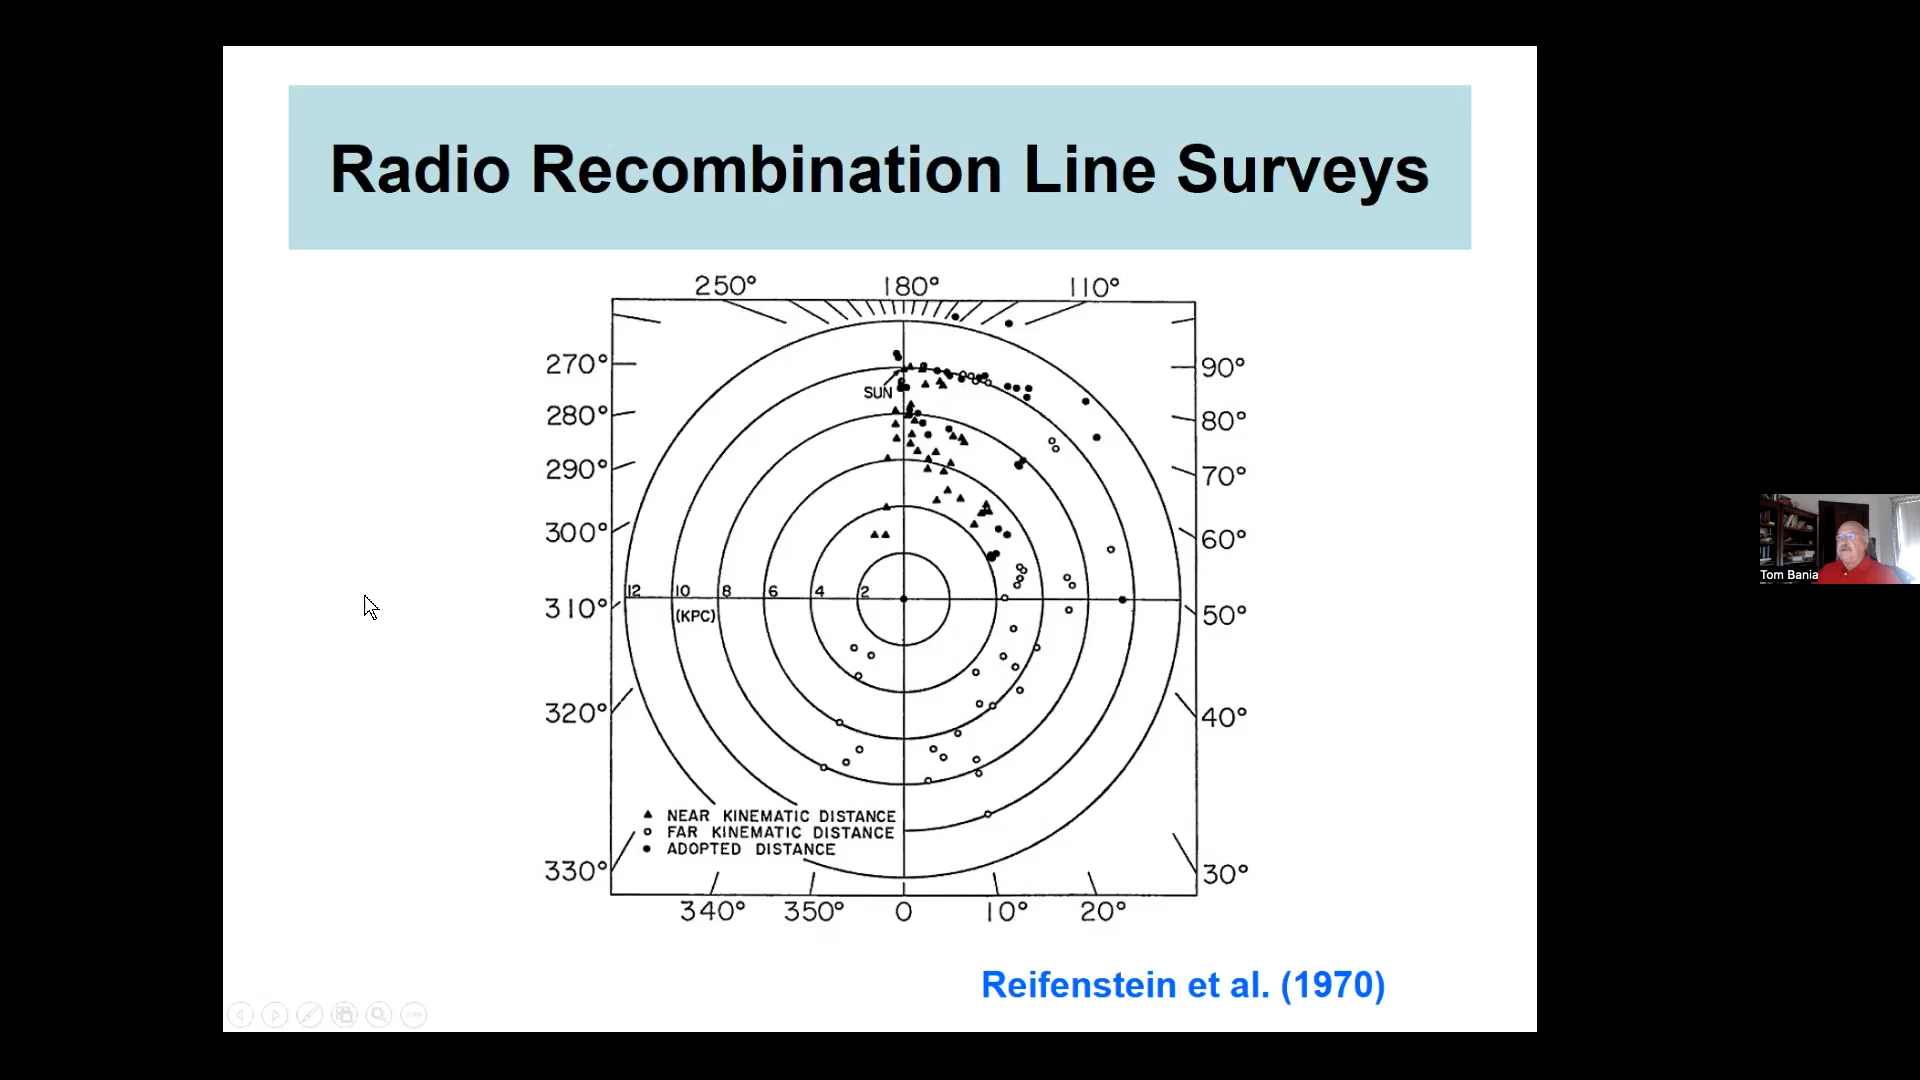 Radio Recombination Line Surveys
250° 180° 110°
270° 90°
SUN
280° 80°
290° 70°
300° 60°
12 10 8 6 4 2
310° (KPC) 50°
320° 40°
▲ NEAR KINEMATIC DISTANCE
○ FAR KINEMATIC DISTANCE
● ADOPTED DISTANCE
330° 30°
340° 350° 0 10° 20°
Reifenstein et al. (1970)
Tom Bania